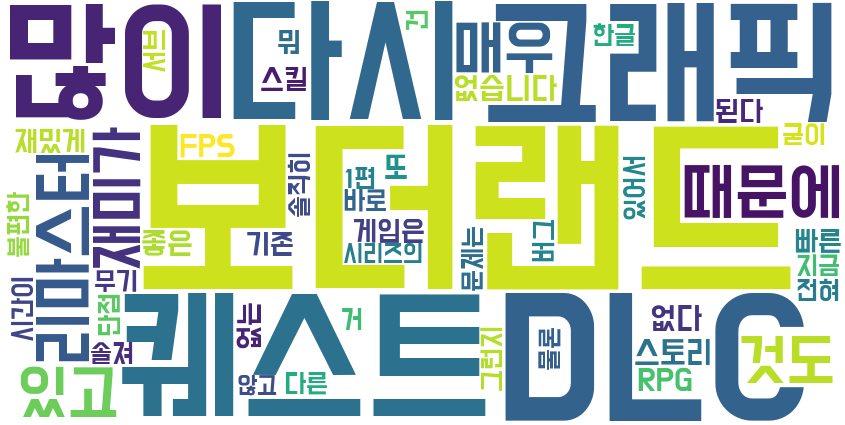 많이
다시
그래픽
매우
뭐
건
한글
서브
스킬
없습니다
된다
재밌게
재미가
FPS
보더랜드
굳이
솔직히
1편
또
바로
있어서
때문에
리마스터
불편한
좋은
기존
게임은
시리즈의
문제는
버그
빠른
지금
전혀
무기
시간이
단점
솔져
있고
퀘스트
없는
거
않고
다른
그런지
DLC
물론
없다
스토리
RPG
것도